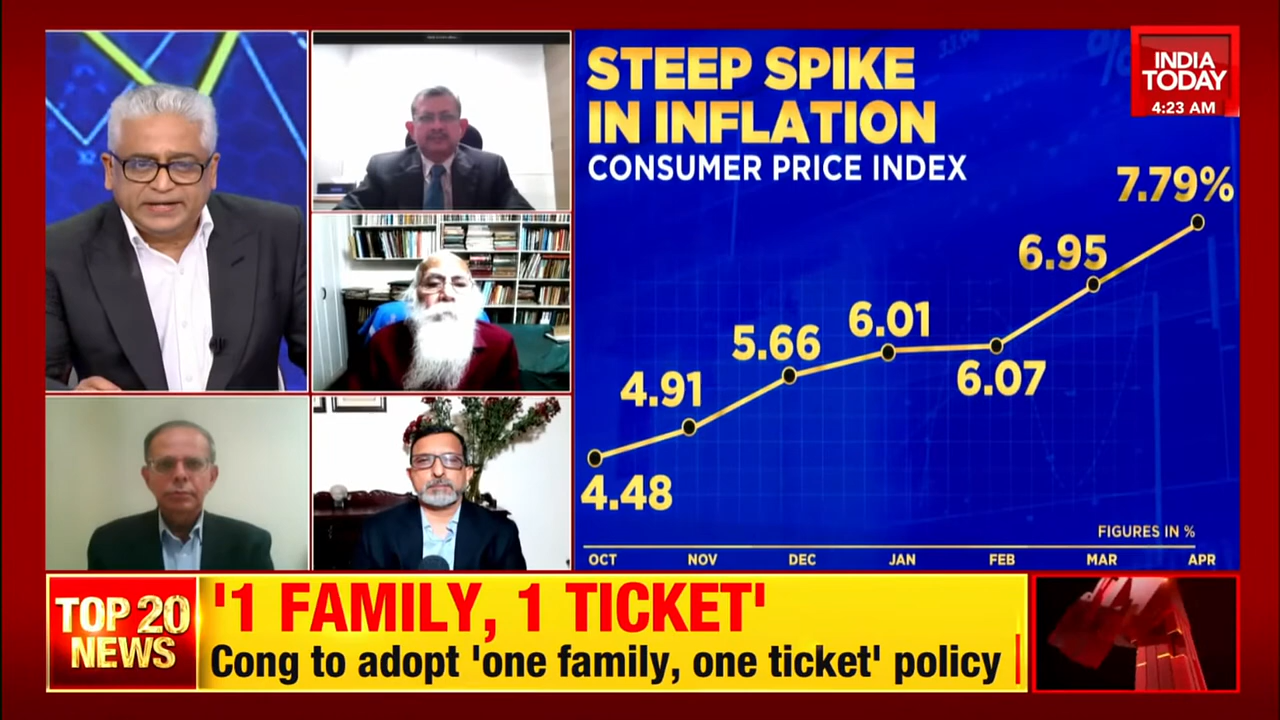 STEEP SPIKE
IN INFLATION
CONSUMER PRICE INDEX
INDIA
TODAY
4:23 AM
7.79%
6.95
6.01
5.66
6.07
4.91
4.48
FIGURES IN %
OCT NOV DEC JAN FEB MAR APR
TOP 20
NEWS
'1 FAMILY, 1 TICKET'
Cong to adopt 'one family, one ticket' policy